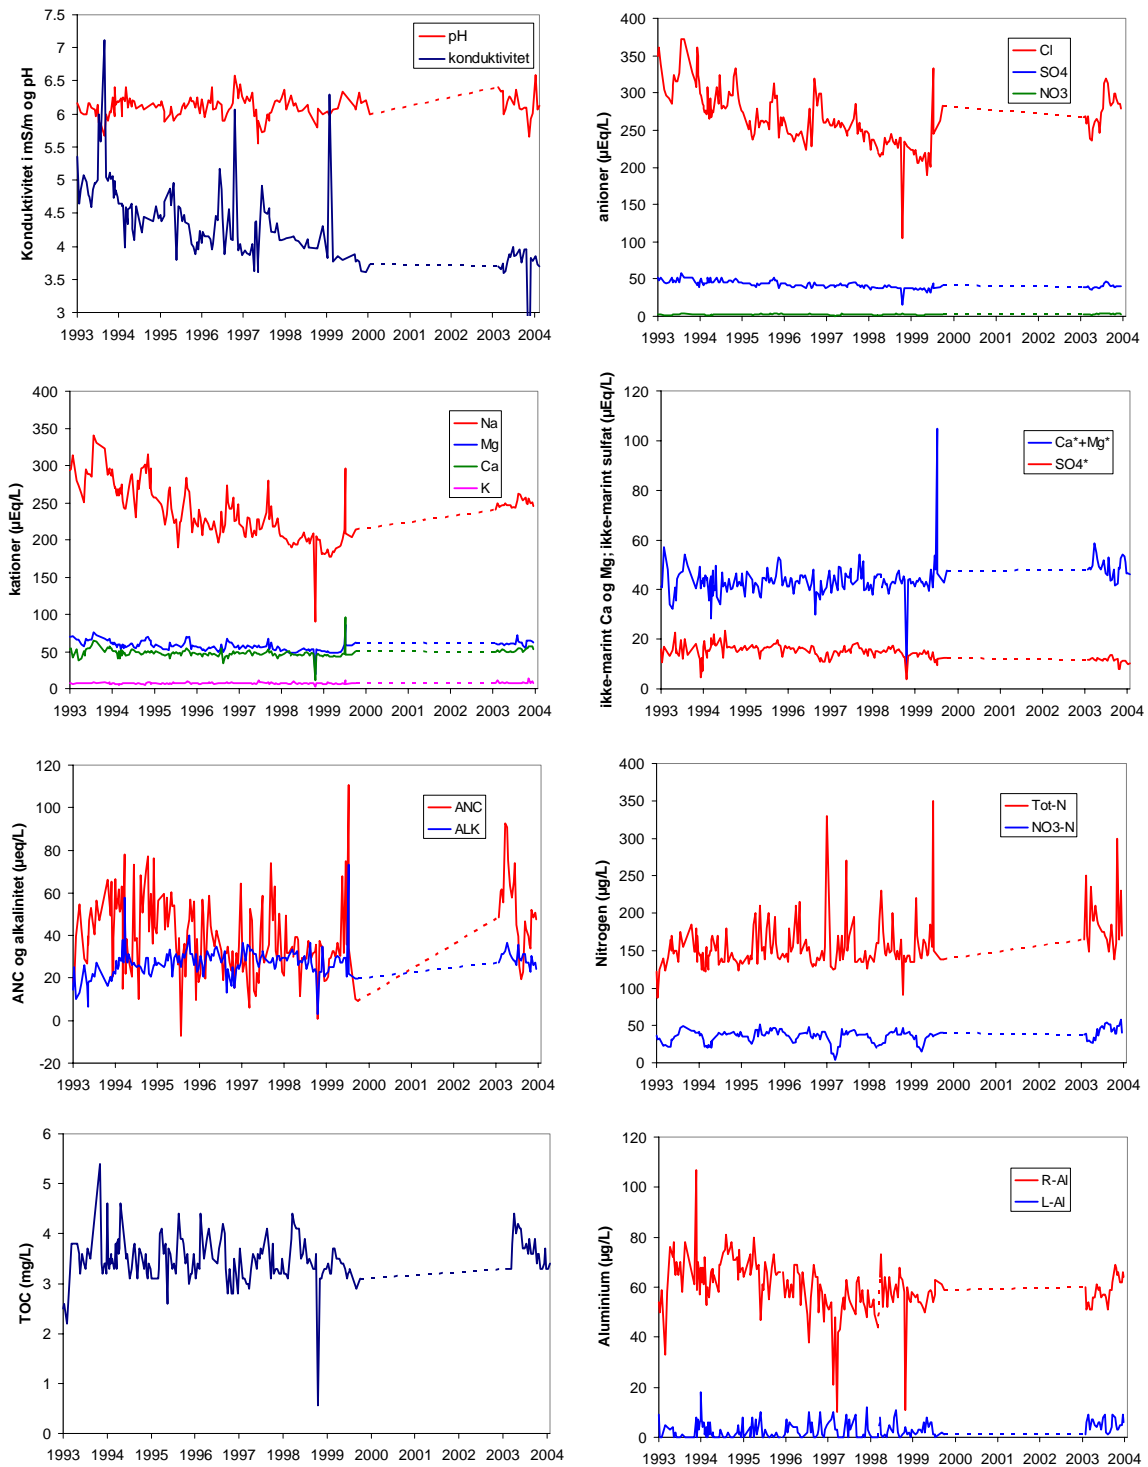 Konduktivitet i mS/m og pH
7.5
7
6.5
6
5.5
5
4.5
4
3.5
3
pH
konduktivitet
1993 1994 1995 1996 1997 1998 1999 2000 2001 2002 2003 2004
anioner (µEq/L)
400
350
300
250
200
150
100
50
0
Cl
SO4
NO3
1993 1994 1995 1996 1997 1998 1999 2000 2001 2002 2003 2004
kationer (µEq/L)
400
350
300
250
200
150
100
50
0
Na
Mg
Ca
K
1993 1994 1995 1996 1997 1998 1999 2000 2001 2002 2003 2004
ikke-marint Ca og Mg; ikke-marint sulfat (µEq/L)
120
100
80
60
40
20
0
Ca*+Mg*
SO4*
1993 1994 1995 1996 1997 1998 1999 2000 2001 2002 2003 2004
ANC og alkalinitet (µeq/L)
120
100
80
60
40
20
0
-20
ANC
ALK
1993 1994 1995 1996 1997 1998 1999 2000 2001 2002 2003 2004
Nitrogen (µg/L)
400
350
300
250
200
150
100
50
0
Tot-N
NO3-N
1993 1994 1995 1996 1997 1998 1999 2000 2001 2002 2003 2004
TOC (mg/L)
6
5
4
3
2
1
0
1993 1994 1995 1996 1997 1998 1999 2000 2001 2002 2003 2004
Aluminium (µg/L)
120
100
80
60
40
20
0
R-Al
L-Al
1993 1994 1995 1996 1997 1998 1999 2000 2001 2002 2003 2004